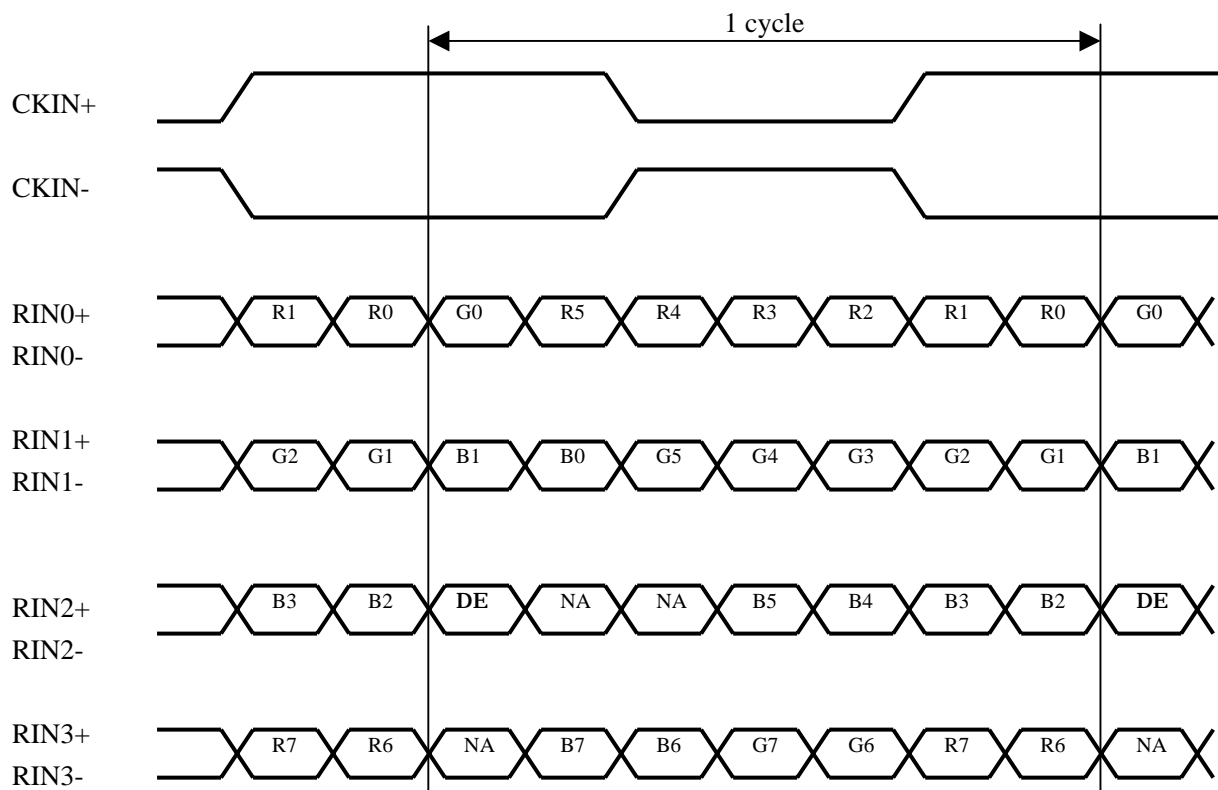 1 cycle
CKIN+
CKIN-
RIN0+ R1 R0 G0 R5 R4 R3 R2 R1 R0 G0
RIN0-
RIN1+ G2 G1 B1 B0 G5 G4 G3 G2 G1 B1
RIN1-
RIN2+ B3 B2 DE NA NA B5 B4 B3 B2 DE
RIN2-
RIN3+ R7 R6 NA B7 B6 G7 G6 R7 R6 NA
RIN3-